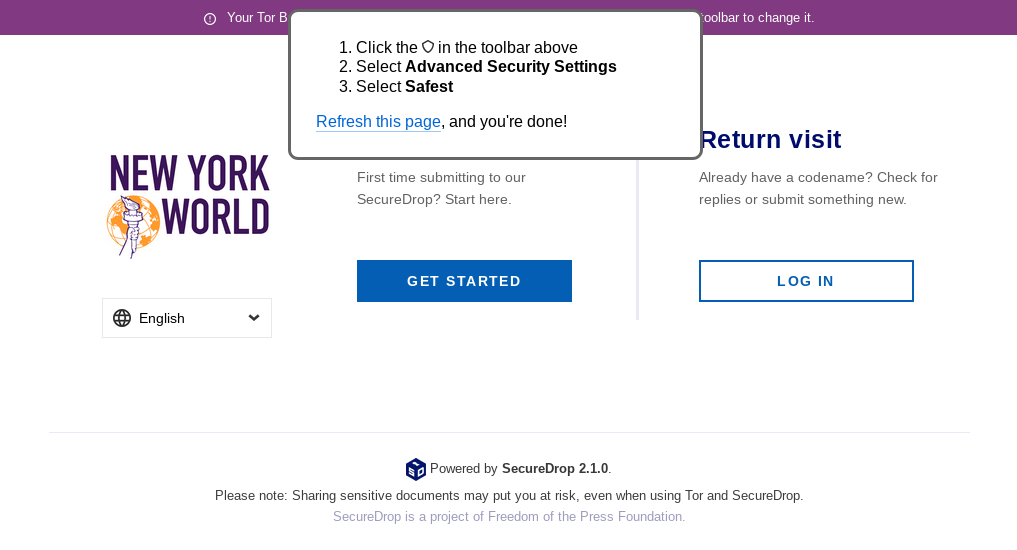 Your Tor B
toolbar to change it.
1. Click the in the toolbar above
2. Select Advanced Security Settings
3. Select Safest
Refresh this page, and you're done!
NEW YORK
WORLD
English
First time submitting to our
SecureDrop? Start here.
GET STARTED
Return visit
Already have a codename? Check for
replies or submit something new.
LOG IN
Powered by SecureDrop 2.1.0.
Please note: Sharing sensitive documents may put you at risk, even when using Tor and SecureDrop.
SecureDrop is a project of Freedom of the Press Foundation.